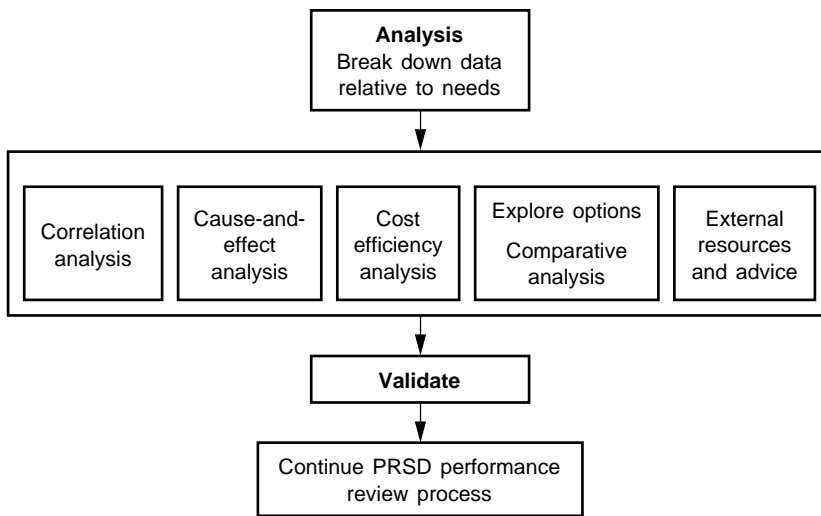 Analysis
Break down data
relative to needs
Correlation
analysis
Cause-and-
effect
analysis
Cost
efficiency
analysis
Explore options
Comparative
analysis
External
resources
and advice
Validate
Continue PRSD performance
review process